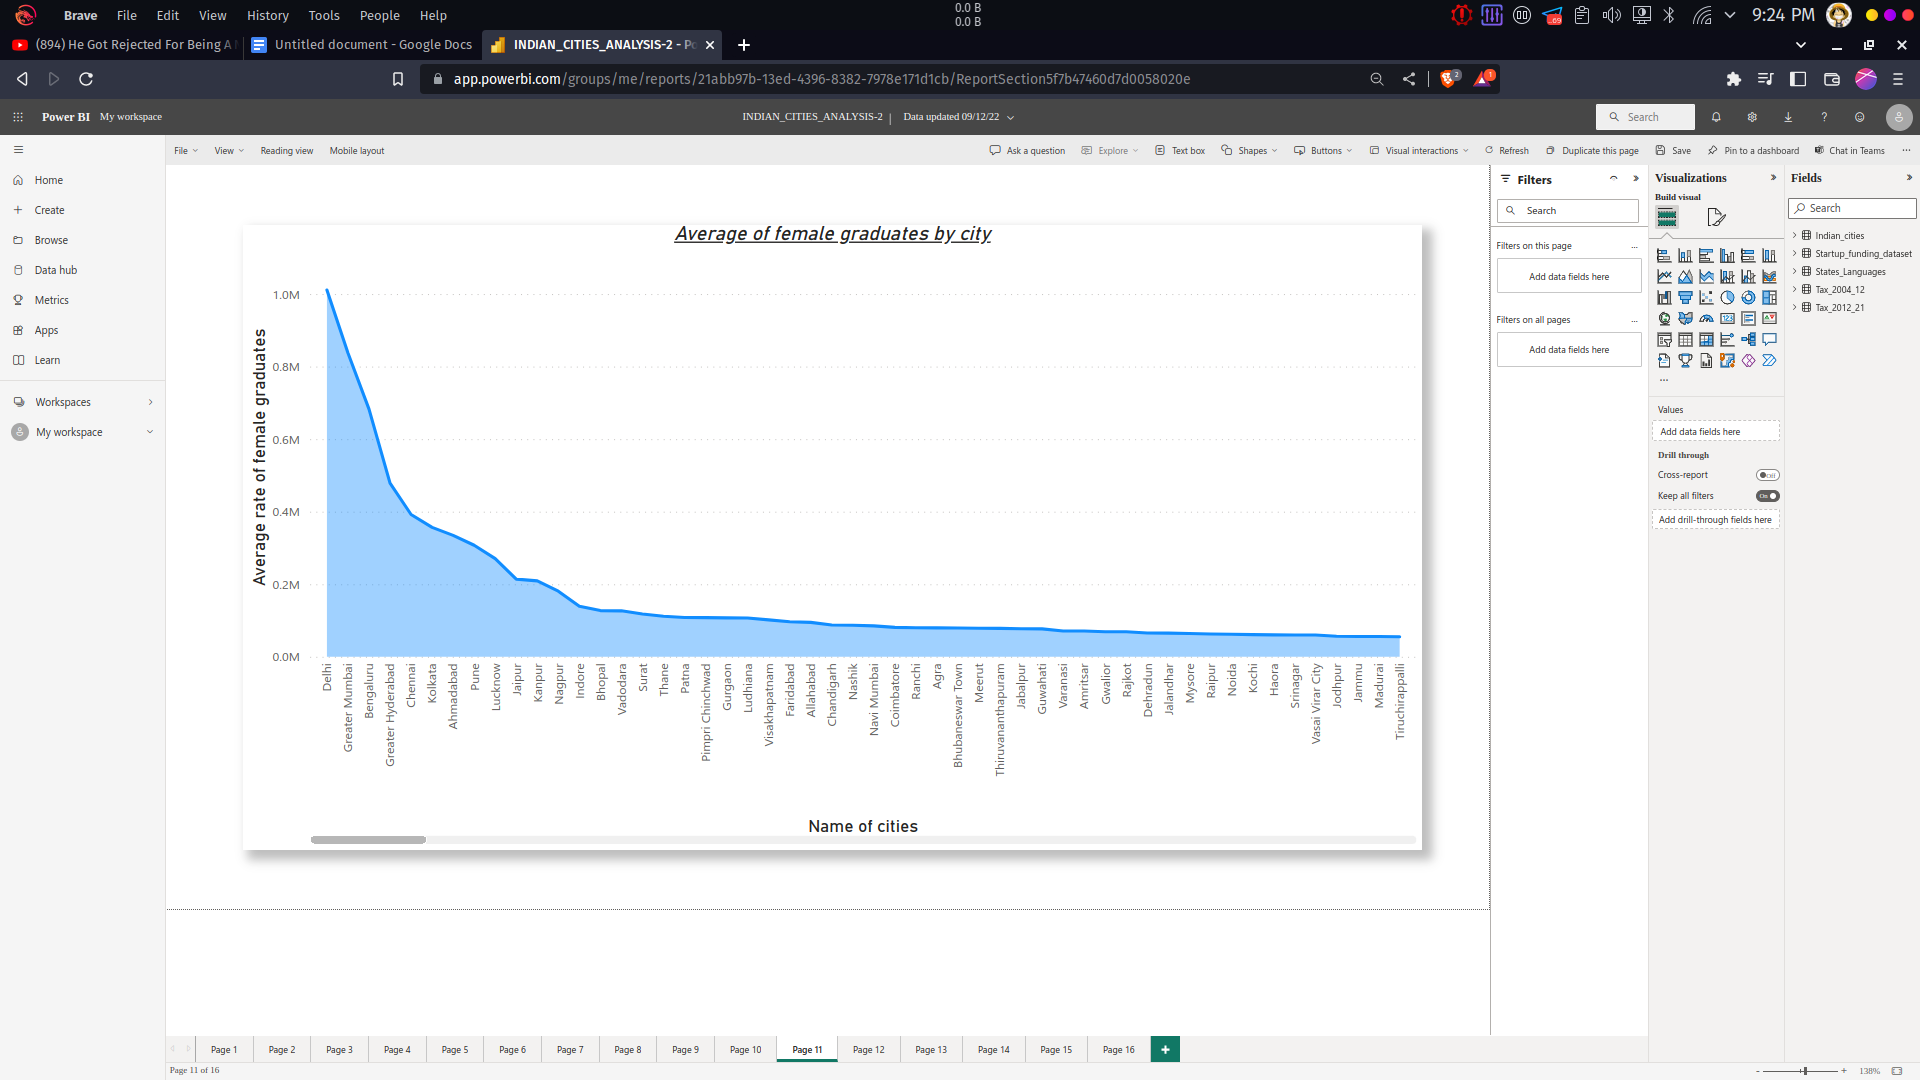 Brave File Edit View History Tools People Help
0.0 B
0.0 B
.69
9:24 PM
(894) He Got Rejected For Being A
Untitled document - Google Docs
INDIAN_CITIES_ANALYSIS-2 - Po
app.powerbi.com/groups/me/reports/21abb97b-13ed-4396-8382-7978e171d1cb/ReportSection5f7b47460d7d0058020e
2
1
Power BI My workspace
INDIAN_CITIES_ANALYSIS-2 | Data updated 09/12/22
Search
File View Reading view Mobile layout
Ask a question Explore Text box Shapes Buttons Visual interactions Refresh Duplicate this page Save Pin to a dashboard Chat in Teams ...
Home
Create
Browse
Data hub
Metrics
Apps
Learn
Workspaces
My workspace
Average of female graduates by city
Average rate of female graduates
1.0M
0.8M
0.6M
0.4M
0.2M
0.0M
Delhi
Greater Mumbai
Bengaluru
Greater Hyderabad
Chennai
Kolkata
Ahmadabad
Pune
Lucknow
Jaipur
Kanpur
Nagpur
Indore
Bhopal
Vadodara
Surat
Thane
Patna
Pimpri Chinchwad
Gurgaon
Ludhiana
Visakhapatnam
Faridabad
Allahabad
Chandigarh
Nashik
Navi Mumbai
Coimbatore
Ranchi
Agra
Bhubaneswar Town
Meerut
Thiruvananthapuram
Jabalpur
Guwahati
Varanasi
Amritsar
Gwalior
Rajkot
Dehradun
Jalandhar
Mysore
Raipur
Noida
Kochi
Haora
Srinagar
Vasai Virar City
Jodhpur
Jammu
Madurai
Tiruchirappalli
Name of cities
Filters
Search
Filters on this page ...
Add data fields here
Filters on all pages ...
Add data fields here
Visualizations
Build visual
...
Values
Add data fields here
Drill through
Cross-report Off
Keep all filters On
Add drill-through fields here
Fields
Search
Indian_cities
Startup_funding_dataset
States_Languages
Tax_2004_12
Tax_2012_21
Page 1 Page 2 Page 3 Page 4 Page 5 Page 6 Page 7 Page 8 Page 9 Page 10 Page 11 Page 12 Page 13 Page 14 Page 15 Page 16 +
Page 11 of 16
- + 138%